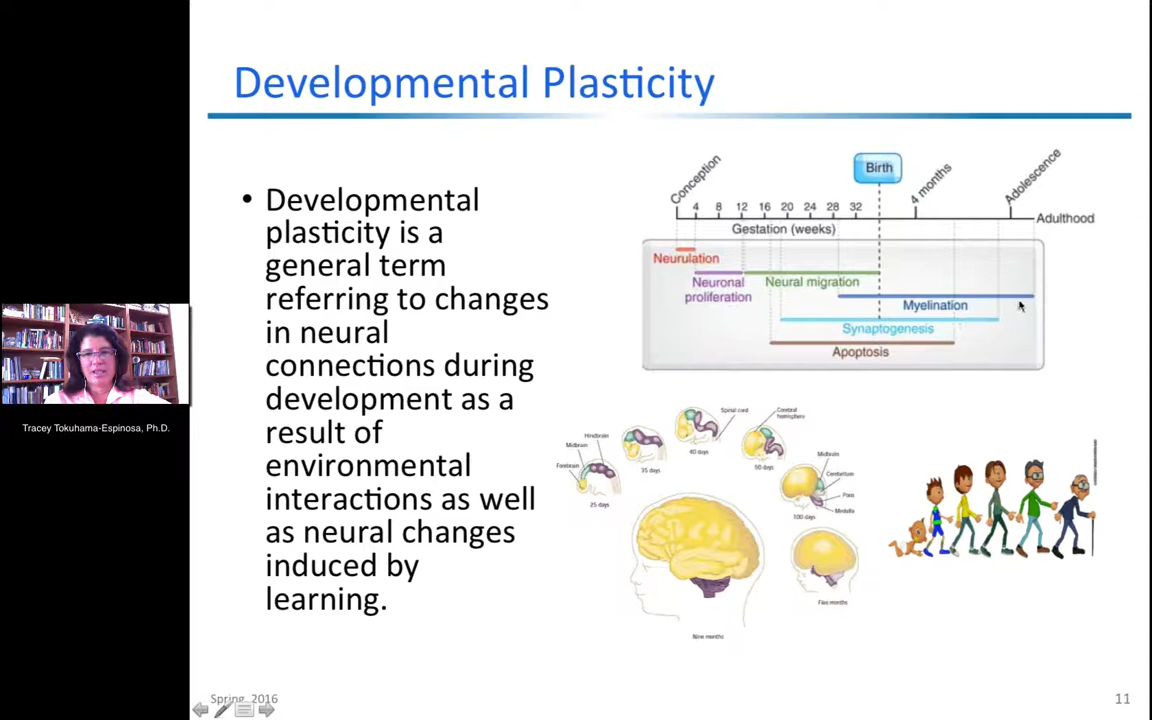 Developmental Plasticity
• Developmental
plasticity is a
general term
referring to changes
in neural
connections during
development as a
result of
environmental
interactions as well
as neural changes
induced by
learning.
Conception
4 8 12 16 20 24 28 32
Birth
4 months
Adolescence
Adulthood
Gestation (weeks)
Neurulation
Neuronal
proliferation
Neural migration
Myelination
Synaptogenesis
Apoptosis
Forebrain
Midbrain
Hindbrain
25 days
35 days
Spinal cord
40 days
Cerebral
hemisphere
50 days
Midbrain
Cerebellum
Pons
Medulla
100 days
Five months
Nine months
Tracey Tokuhama-Espinosa, Ph.D.
Spring, 2016
11